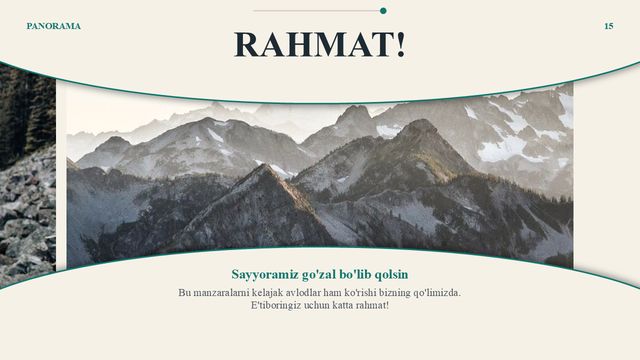 PANORAMA
15
RAHMAT!
Sayyoramiz go'zal bo'lib qolsin
Bu manzaralarni kelajak avlodlar ham ko'rishi bizning qo'limizda.
E'tiboringiz uchun katta rahmat!